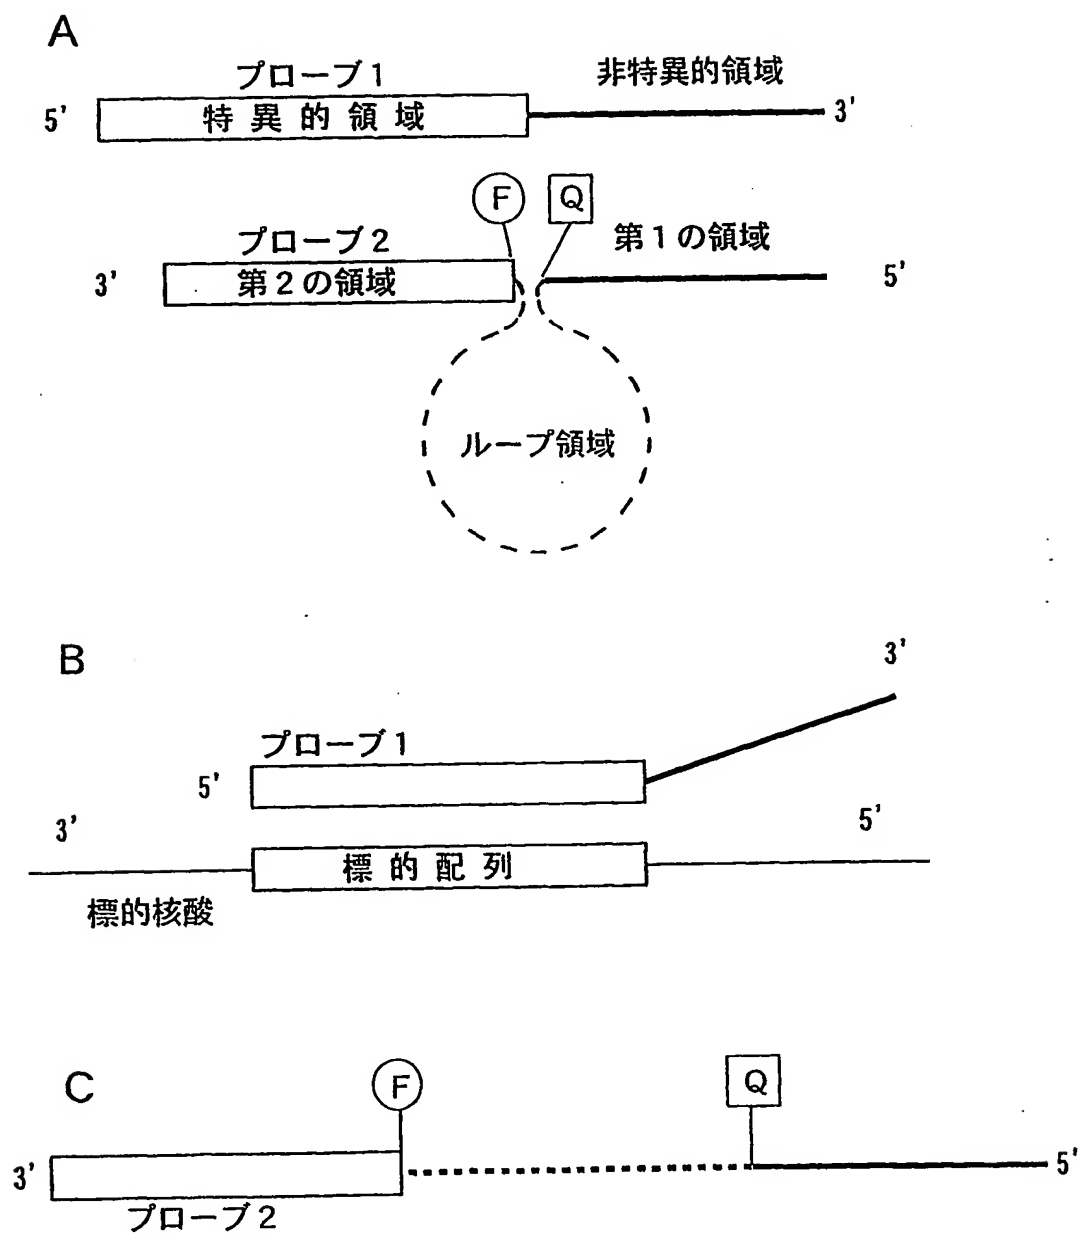 A
プローブ1
非特異的領域
5'
特異的領域
3'
F
Q
プローブ2
第1の領域
3'
第2の領域
5'
ループ領域
B
3'
プローブ1
5'
3'
5'
標的配列
標的核酸
C
F
Q
3'
5'
プローブ2